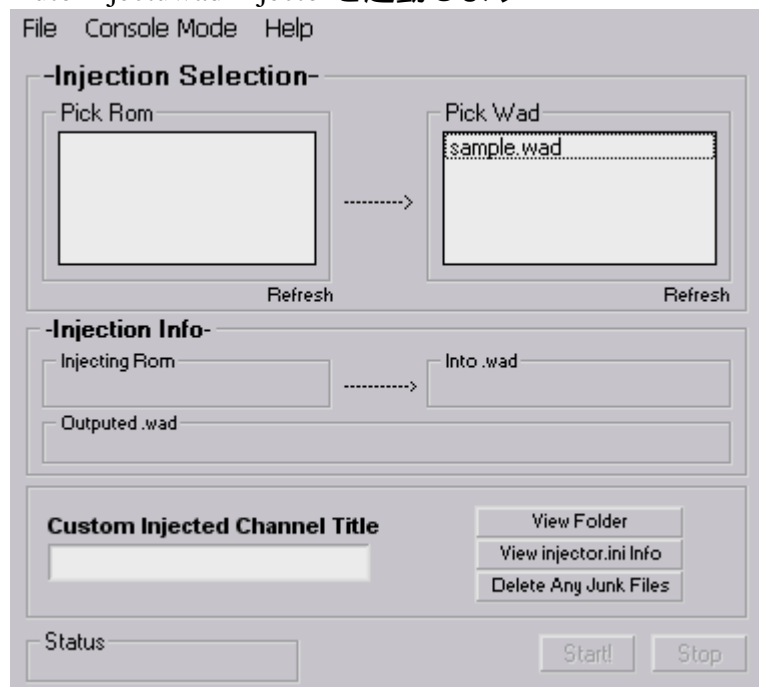 File Console Mode Help
-Injection Selection-
Pick Rom
Pick Wad
sample.wad
---------->
Refresh
Refresh
-Injection Info-
Injecting Rom
---------->
Into .wad
Outputed .wad
Custom Injected Channel Title
View Folder
View injector.ini Info
Delete Any Junk Files
Status
Start!
Stop